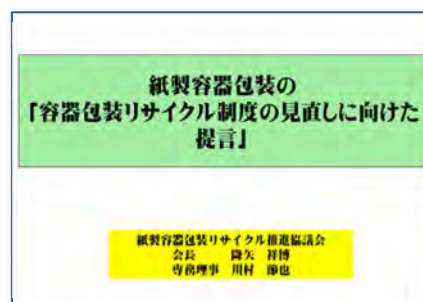 紙製容器包装の
『容器包装リサイクル制度の見直しに向けた
提言』
紙製容器包装リサイクル推進協議会
会長 隆矢 祥博
専務理事 川村 節也